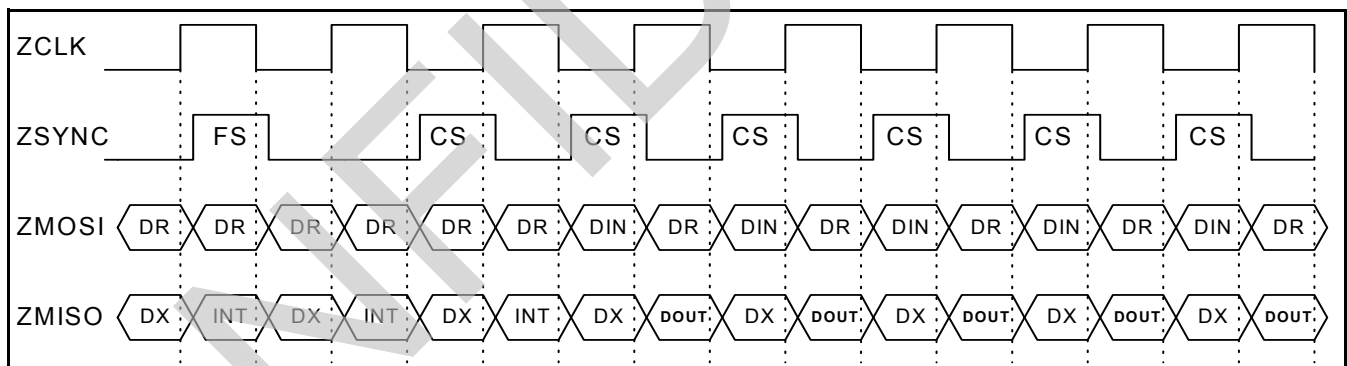 ZCLK
ZSYNC FS CS CS CS CS CS CS
ZMOSI DR DR DR DR DR DR DIN DR DIN DR DIN DR DIN DR DIN DR
ZMISO DX INT DX INT DX INT DX DOUT DX DOUT DX DOUT DX DOUT DX DOUT
NFID